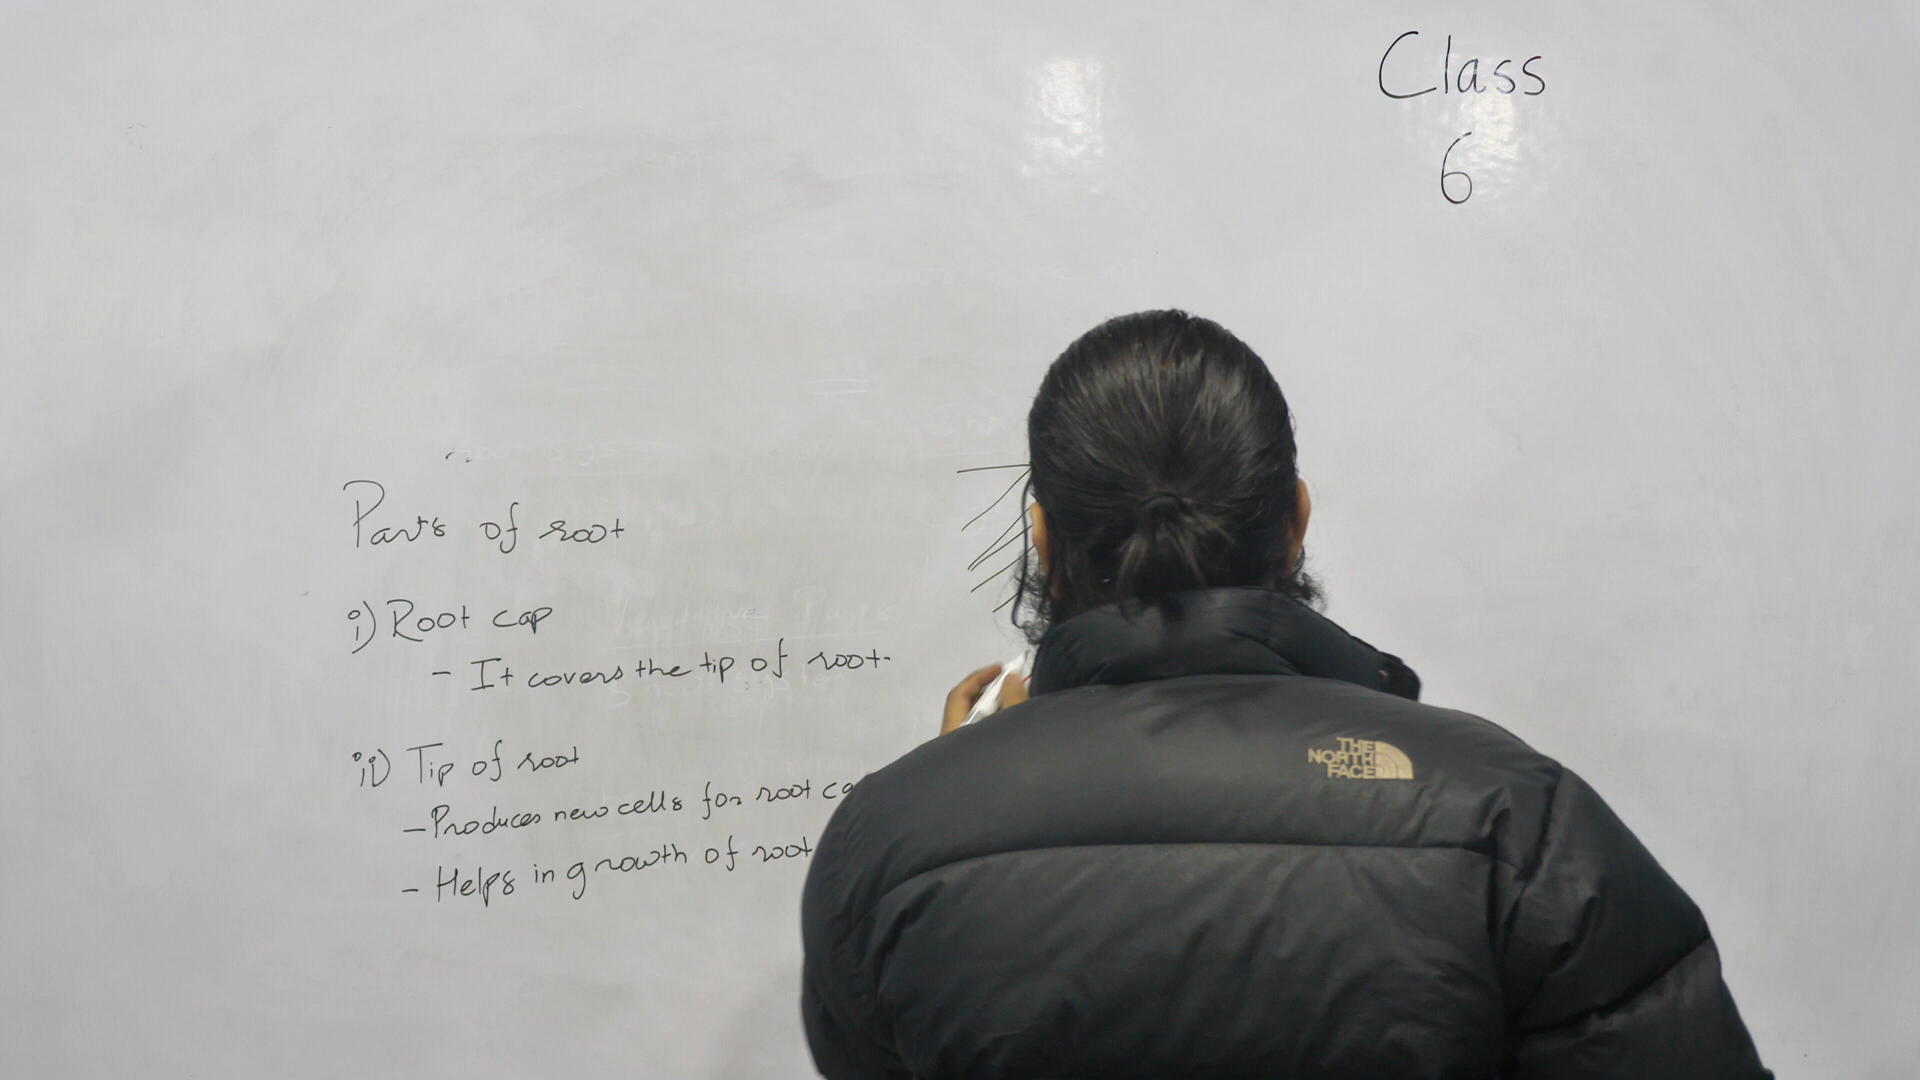 Class
6
Parts of root
i) Root cap
- It covers the tip of root.
ii) Tip of root
- Produces new cells for root
- Helps in growth of root
THE
NORTH
FACE